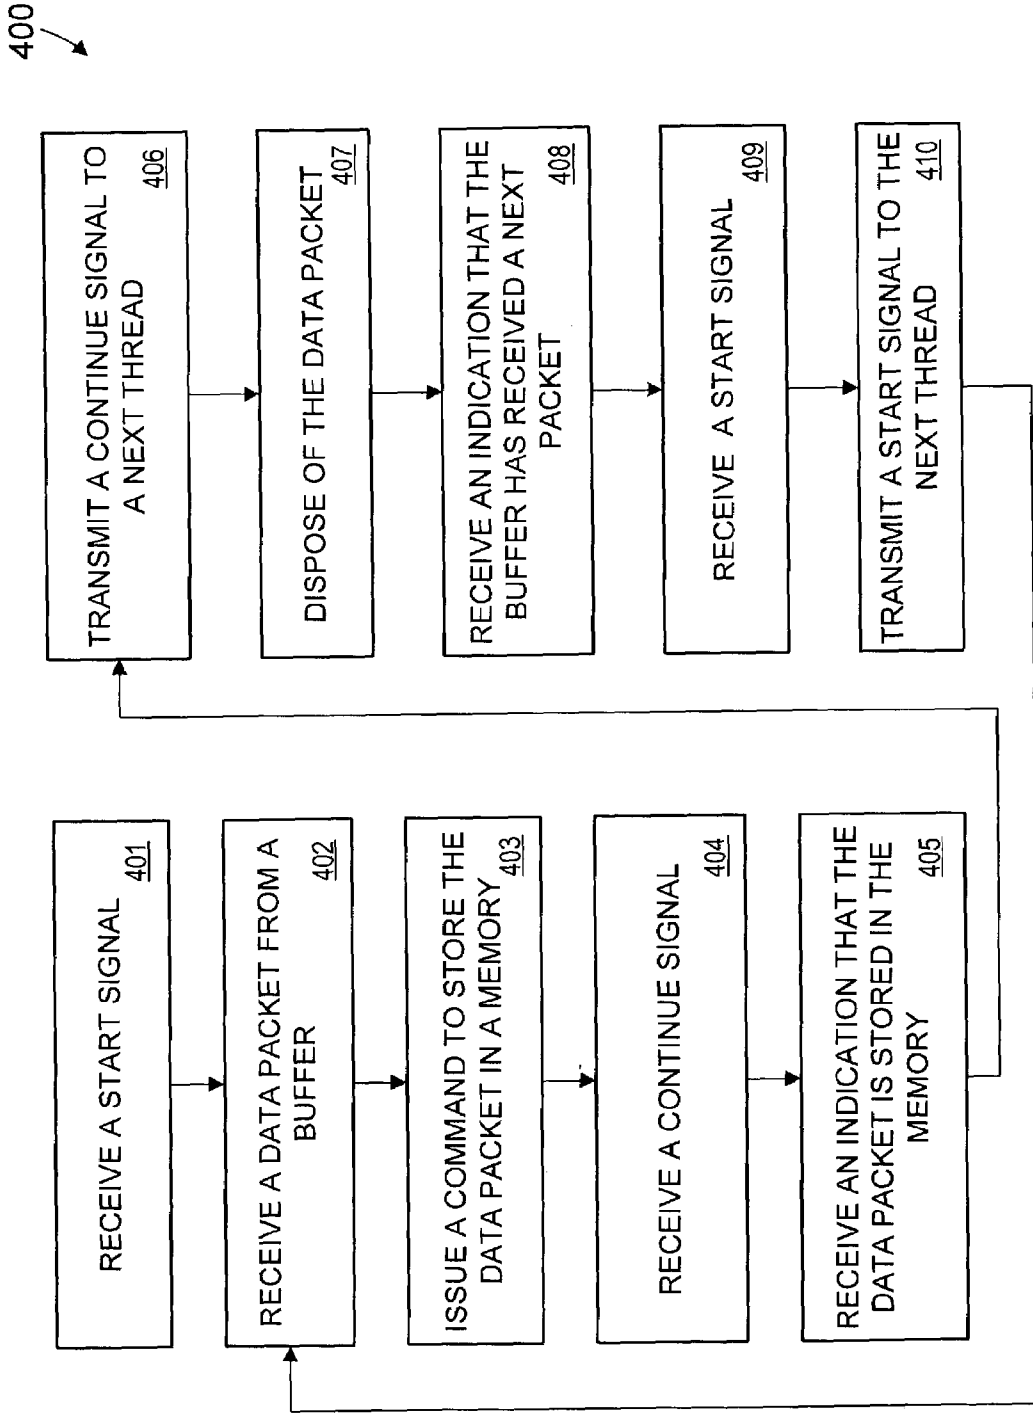 400
RECEIVE A START SIGNAL
401
RECEIVE A DATA PACKET FROM A
BUFFER
402
ISSUE A COMMAND TO STORE THE
DATA PACKET IN A MEMORY
403
RECEIVE A CONTINUE SIGNAL
404
RECEIVE AN INDICATION THAT THE
DATA PACKET IS STORED IN THE
MEMORY
405
TRANSMIT A CONTINUE SIGNAL TO
A NEXT THREAD
406
DISPOSE OF THE DATA PACKET
407
RECEIVE AN INDICATION THAT THE
BUFFER HAS RECEIVED A NEXT
PACKET
408
RECEIVE A START SIGNAL
409
TRANSMIT A START SIGNAL TO THE
NEXT THREAD
410